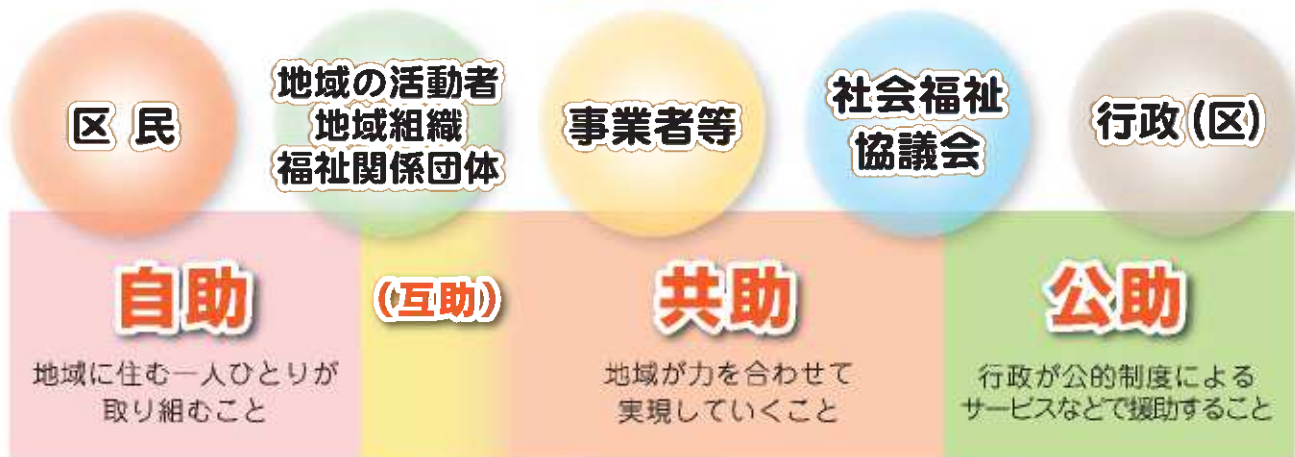 区民
地域の活動者
地域組織
福祉関係団体
事業者等
社会福祉
協議会
行政(区)
自助
(互助)
共助
公助
地域に住む一人ひとりが
取り組むこと
地域が力を合わせて
実現していくこと
行政が公的制度による
サービスなどで援助すること